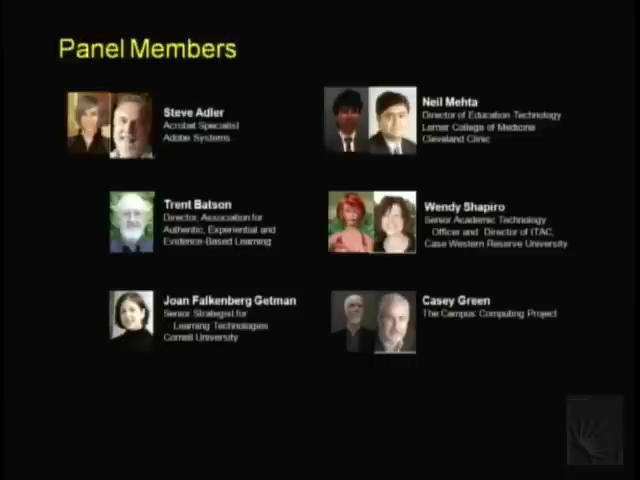 Panel Members
Steve Adler
Acrobat Specialist
Adobe Systems
Neil Mehta
Director of Education Technology
Lerner College of Medicine
Cleveland Clinic
Trent Batson
Director, Association for
Authentic, Experiential and
Evidence-Based Learning
Wendy Shapiro
Senior Academic Technology
Officer and Director of ITAC,
Case Western Reserve University
Joan Falkenberg Getman
Senior Strategist for
Learning Technologies
Cornell University
Casey Green
The Campus Computing Project